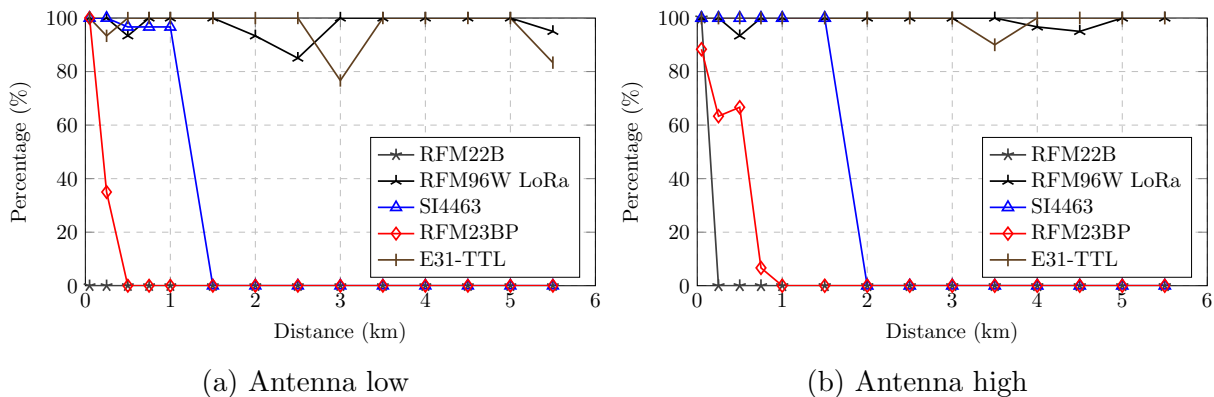 100
80
60
40
20
0
Percentage (%)
RFM22B
RFM96W LoRa
SI4463
RFM23BP
E31-TTL
0 1 2 3 4 5 6
Distance (km)
(a) Antenna low
100
80
60
40
20
0
Percentage (%)
RFM22B
RFM96W LoRa
SI4463
RFM23BP
E31-TTL
0 1 2 3 4 5 6
Distance (km)
(b) Antenna high